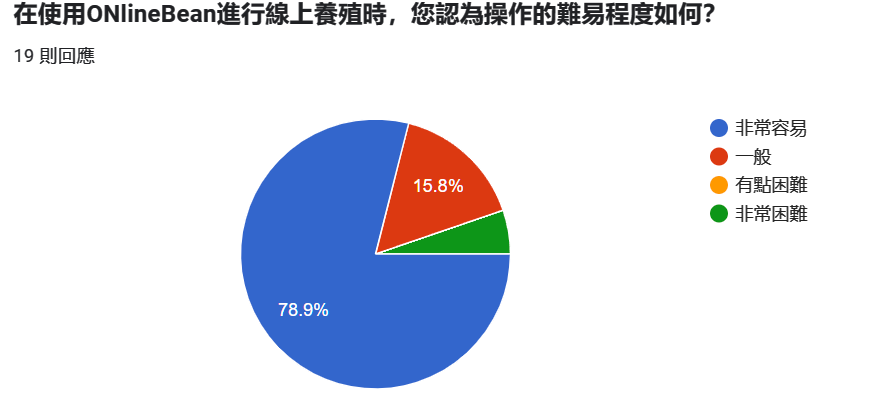 在使用ONlineBean進行線上養殖時，您認為操作的難易程度如何？
19 則回應
15.8%
78.9%
非常容易
一般
有點困難
非常困難